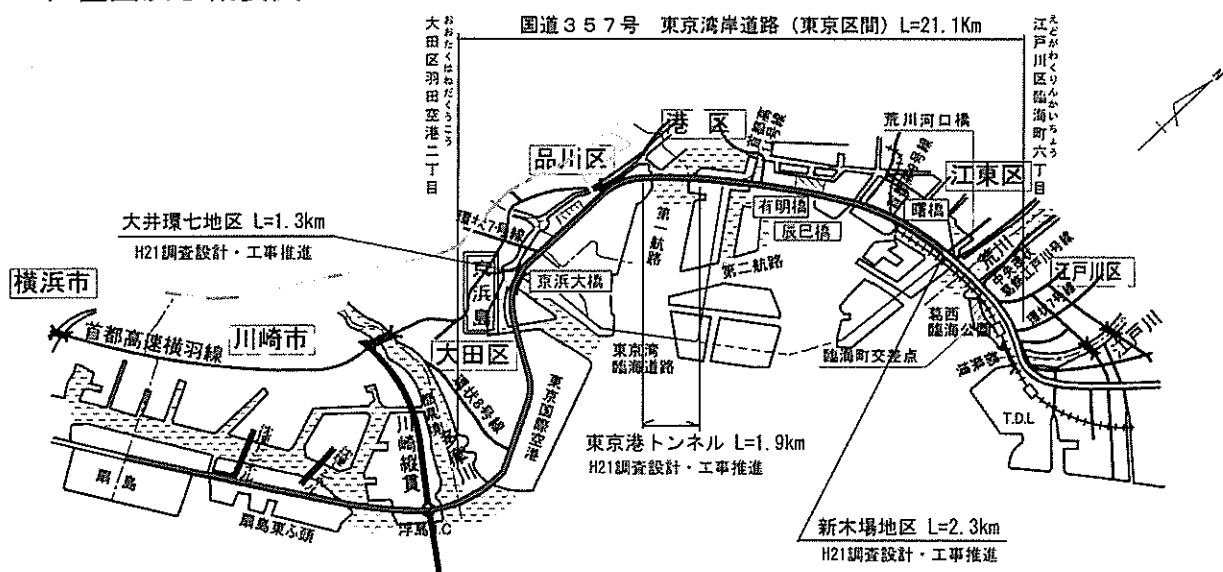 国道３５７号　東京湾岸道路（東京区間）L=21.1Km
おおたくはねだくうこう
大田区羽田空港二丁目
えどがわくりんかいちょう
江戸川区臨海町六丁目
N
港区
品川区
荒川河口橋
江東区
大井環七地区 L=1.3km
H21調査設計・工事推進
環状7号線
有明橋
辰巳橋
曙橋
第一航路
第二航路
荒川
江戸川区
環状7号線
江戸川
横浜市
京浜島
京浜大橋
首都高速横羽線
川崎市
大田区
東京湾
臨海道路
臨海町交差点
葛西
臨海公園
環状8号線
東京国際空港
T.D.L
川崎縦貫
東京港トンネル L=1.9km
H21調査設計・工事推進
扇島
扇島東ふ頭
浮島I.C
新木場地区 L=2.3km
H21調査設計・工事推進